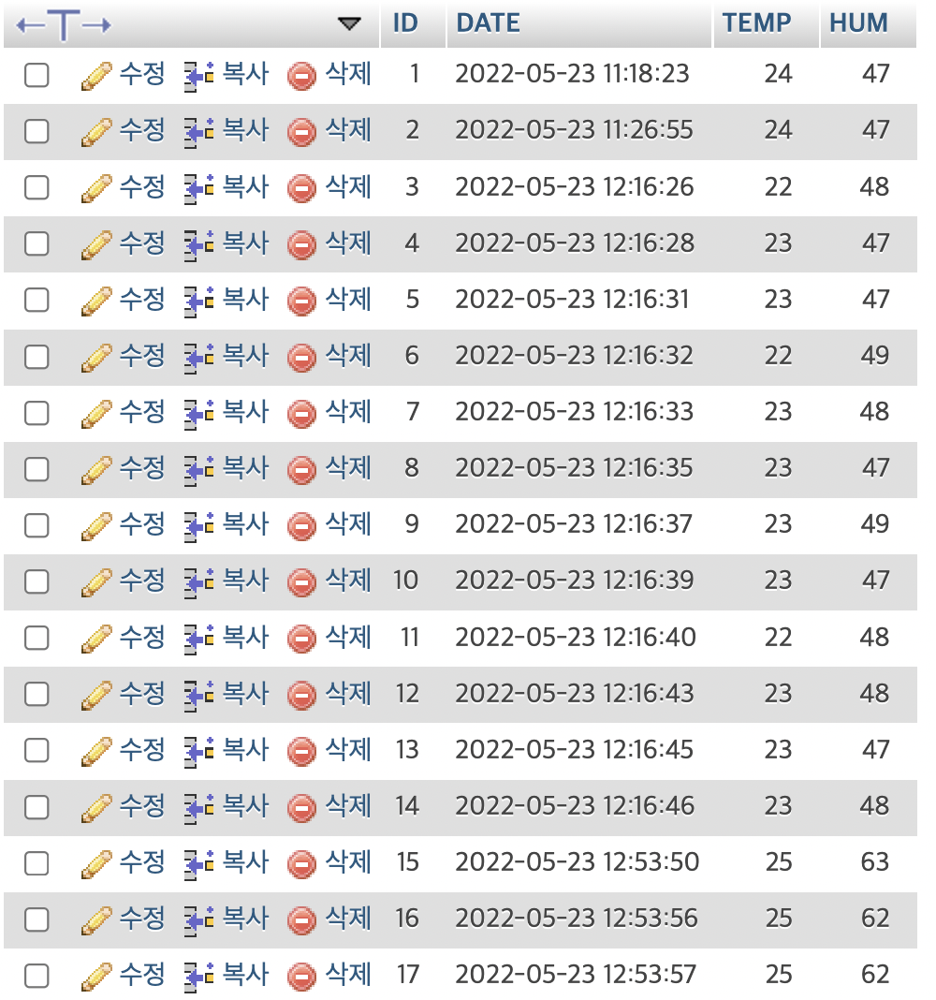 ID DATE TEMP HUM
수정 복사 삭제 1 2022-05-23 11:18:23 24 47
수정 복사 삭제 2 2022-05-23 11:26:55 24 47
수정 복사 삭제 3 2022-05-23 12:16:26 22 48
수정 복사 삭제 4 2022-05-23 12:16:28 23 47
수정 복사 삭제 5 2022-05-23 12:16:31 23 47
수정 복사 삭제 6 2022-05-23 12:16:32 22 49
수정 복사 삭제 7 2022-05-23 12:16:33 23 48
수정 복사 삭제 8 2022-05-23 12:16:35 23 47
수정 복사 삭제 9 2022-05-23 12:16:37 23 49
수정 복사 삭제 10 2022-05-23 12:16:39 23 47
수정 복사 삭제 11 2022-05-23 12:16:40 22 48
수정 복사 삭제 12 2022-05-23 12:16:43 23 48
수정 복사 삭제 13 2022-05-23 12:16:45 23 47
수정 복사 삭제 14 2022-05-23 12:16:46 23 48
수정 복사 삭제 15 2022-05-23 12:53:50 25 63
수정 복사 삭제 16 2022-05-23 12:53:56 25 62
수정 복사 삭제 17 2022-05-23 12:53:57 25 62